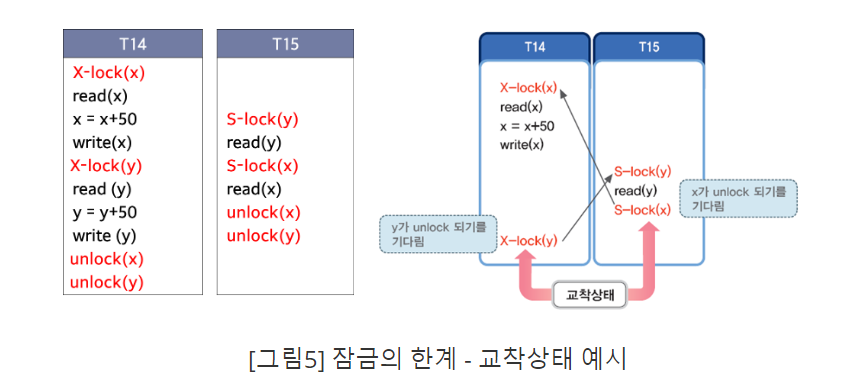 T14
X-lock(x)
read(x)
x = x+50
write(x)
X-lock(y)
read (y)
y = y+50
write (y)
unlock(x)
unlock(y)
T15
S-lock(y)
read(y)
S-lock(x)
read(x)
unlock(x)
unlock(y)
T14
X-lock(x)
read(x)
x = x+50
write(x)
y가 unlock 되기를
기다림
X-lock(y)
T15
S-lock(y)
read(y)
S-lock(x)
x가 unlock 되기를
기다림
교착상태
[그림5] 잠금의 한계 - 교착상태 예시